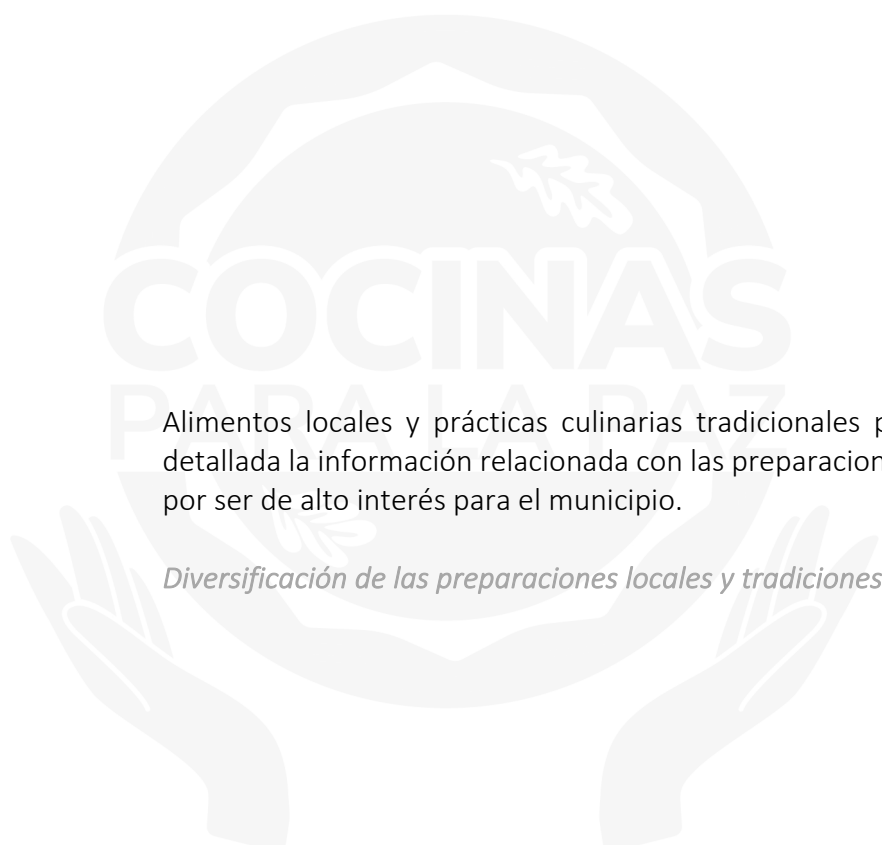 COCINAS
PARA LA PAZ
Alimentos locales y prácticas culinarias tradicionales
detallada la información relacionada con las
por ser de alto interés para el municipio.
Diversificación de las preparaciones locales y tradiciones